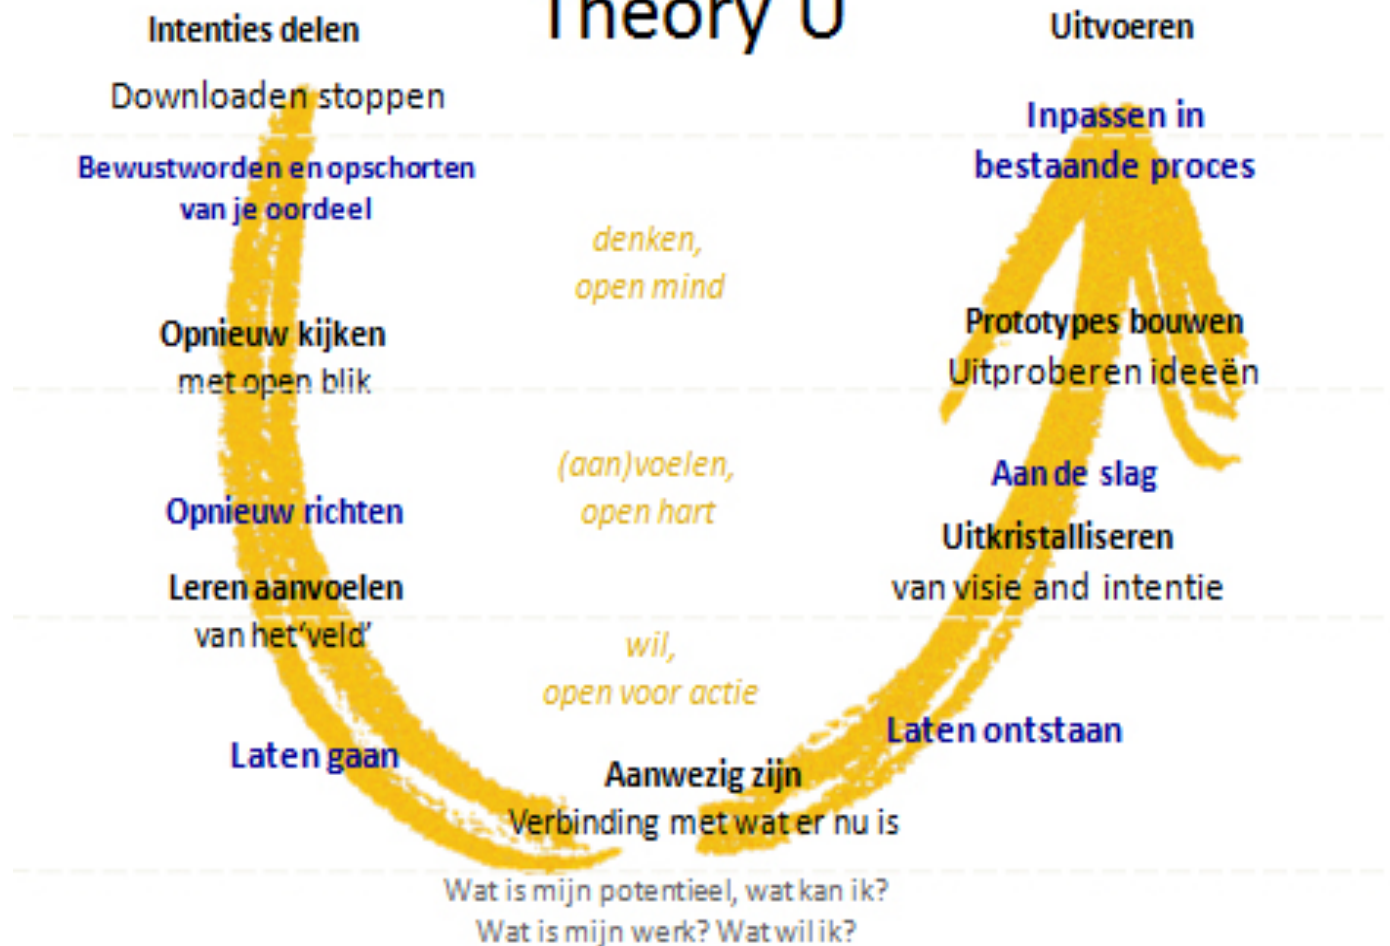 Theory U
Intenties delen
Downloaden stoppen
Bewustworden en opschorten
van je oordeel
Opnieuw kijken
met open blik
Opnieuw richten
Leren aanvoelen
van het ‘veld’
Laten gaan
denken,
open mind
(aan)voelen,
open hart
wil,
open voor actie
Aanwezig zijn
Verbinding met wat er nu is
Wat is mijn potentieel, wat kan ik?
Wat is mijn werk? Wat wil ik?
Uitvoeren
Inpassen in
bestaande proces
Prototypes bouwen
Uitproberen ideeën
Aan de slag
Uitkristalliseren
van visie and intentie
Laten ontstaan